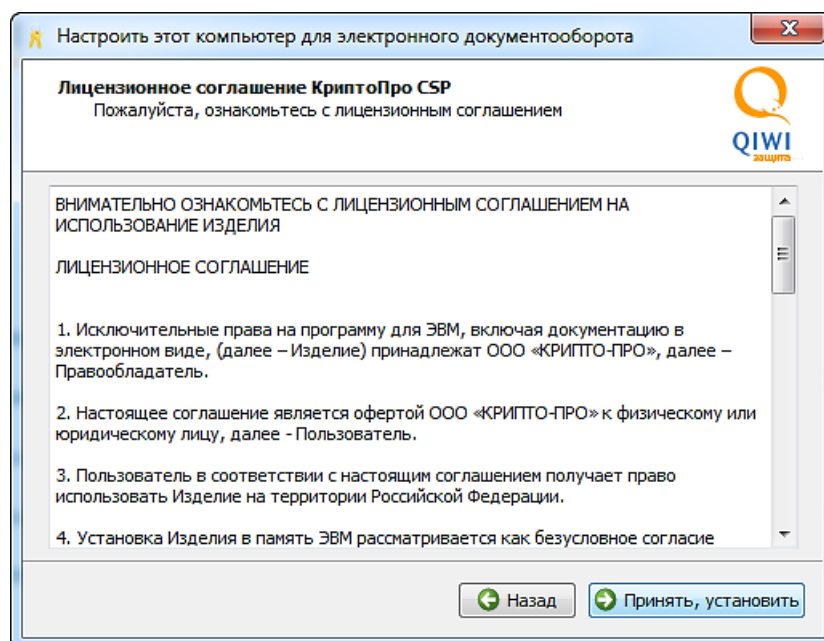 Настроить этот компьютер для электронного документооборота
Лицензионное соглашение КриптоПро CSP
Пожалуйста, ознакомьтесь с лицензионным соглашением
QIWI
защита
ВНИМАТЕЛЬНО ОЗНАКОМЬТЕСЬ С ЛИЦЕНЗИОННЫМ СОГЛАШЕНИЕМ НА
ИСПОЛЬЗОВАНИЕ ИЗДЕЛИЯ
ЛИЦЕНЗИОННОЕ СОГЛАШЕНИЕ
1. Исключительные права на программу для ЭВМ, включая документацию в
электронном виде, (далее – Изделие) принадлежат ООО «КРИПТО-ПРО», далее –
Правообладатель.
2. Настоящее соглашение является офертой ООО «КРИПТО-ПРО» к физическому или
юридическому лицу, далее - Пользователь.
3. Пользователь в соответствии с настоящим соглашением получает право
использовать Изделие на территории Российской Федерации.
4. Установка Изделия в память ЭВМ рассматривается как безусловное согласие
Назад
Принять, установить